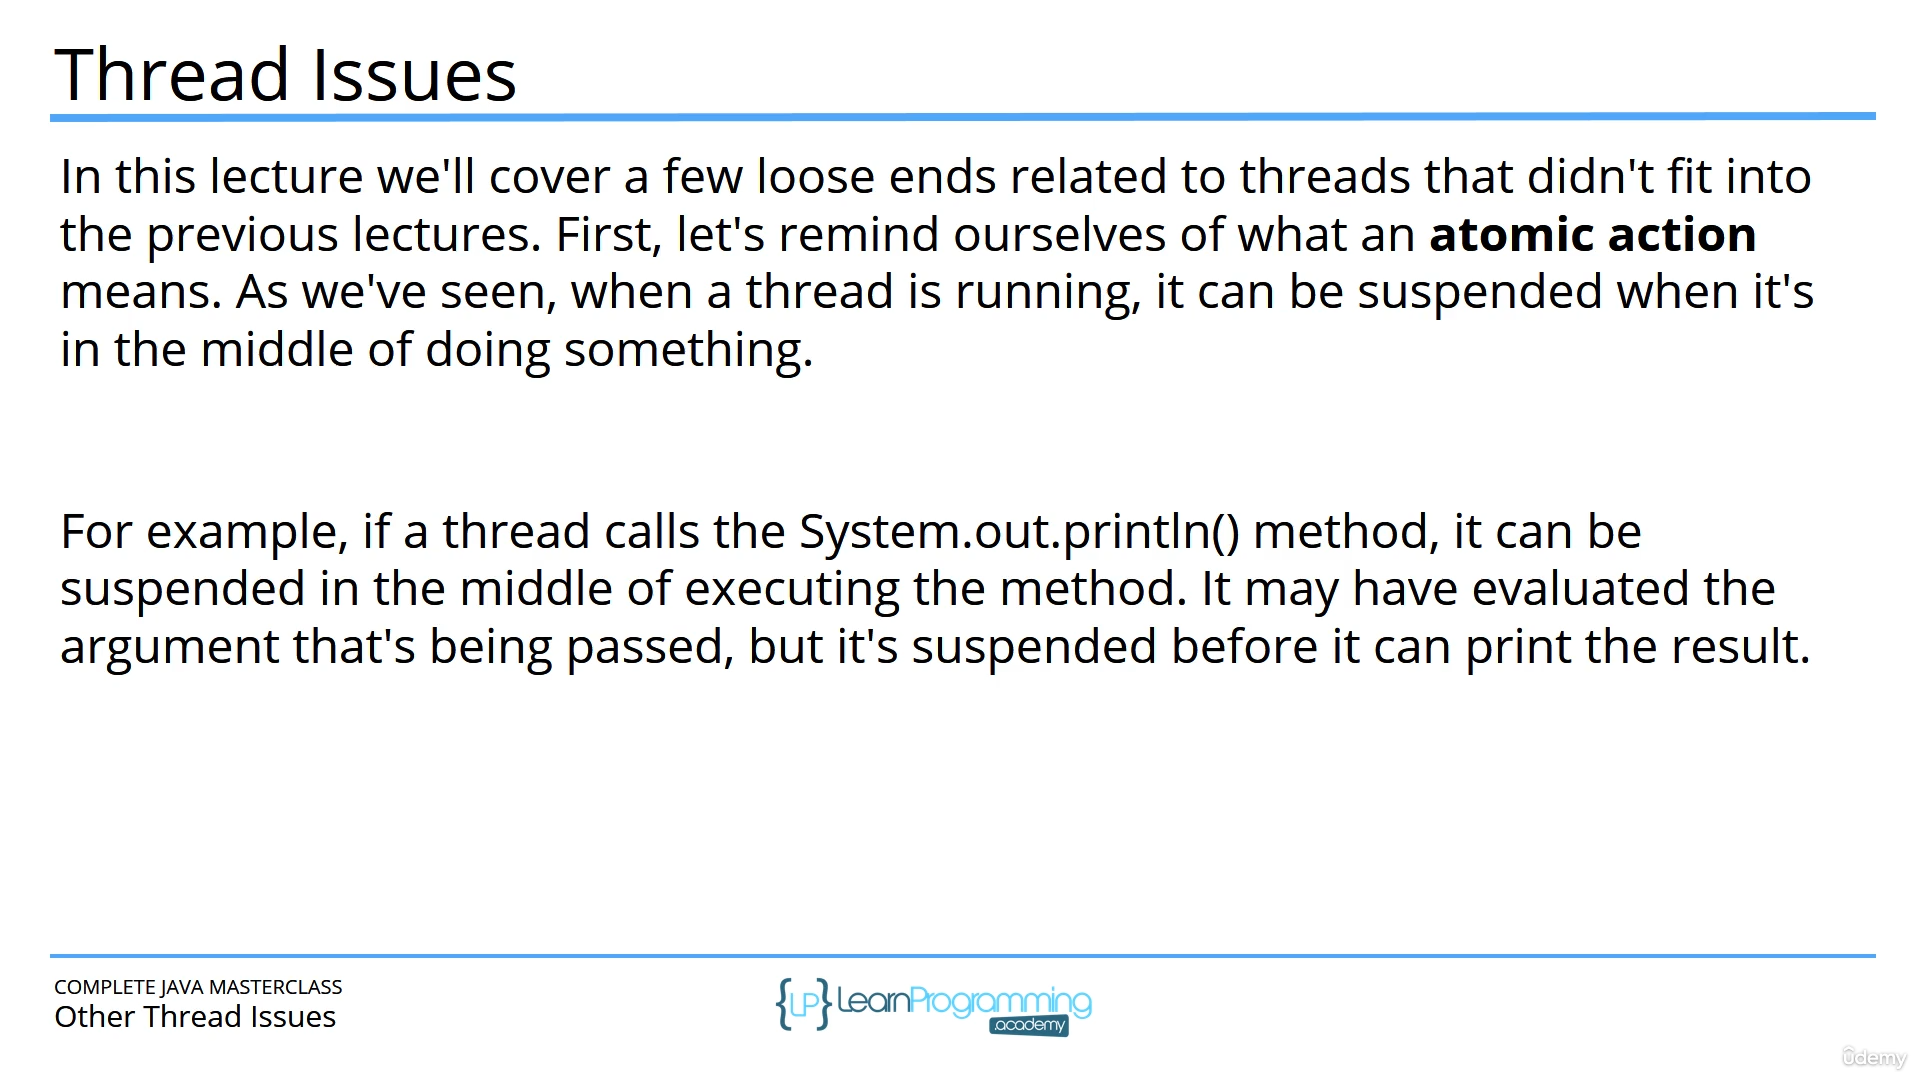 Thread Issues
In this lecture we'll cover a few loose ends related to threads that didn't fit into
the previous lectures. First, let's remind ourselves of what an atomic action
means. As we've seen, when a thread is running, it can be suspended when it's
in the middle of doing something.
For example, if a thread calls the System.out.println() method, it can be
suspended in the middle of executing the method. It may have evaluated the
argument that's being passed, but it's suspended before it can print the result.
COMPLETE JAVA MASTERCLASS
Other Thread Issues
{LP} LearnProgramming
.academy
ûdemy